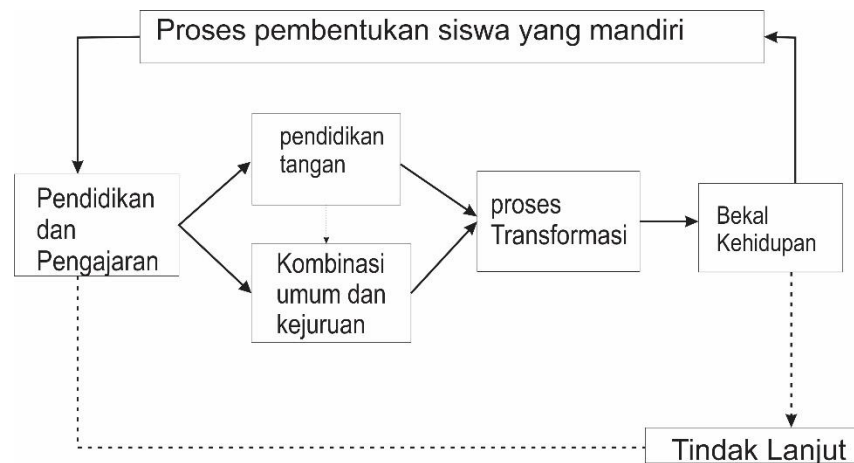 Proses pembentukan siswa yang mandiri
pendidikan
tangan
Pendidikan
dan
Pengajaran
Kombinasi
umum dan
kejuruan
proses
Transformasi
Bekal
Kehidupan
Tindak Lanjut